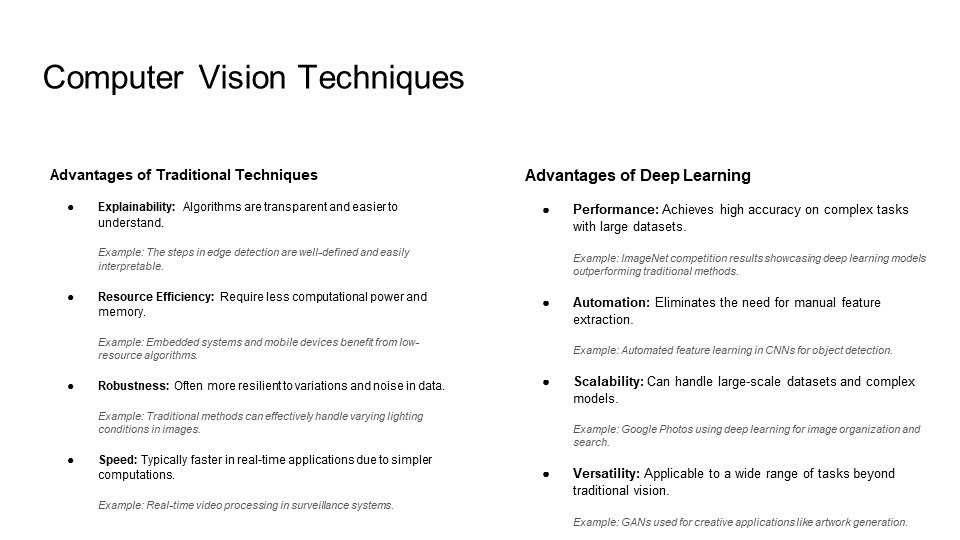 Computer Vision Techniques
Advantages of Traditional Techniques
● Explainability: Algorithms are transparent and easier to
understand.
Example: The steps in edge detection are well-defined and easily
interpretable.
● Resource Efficiency: Require less computational power and
memory.
Example: Embedded systems and mobile devices benefit from low-
resource algorithms.
● Robustness: Often more resilient to variations and noise in data.
Example: Traditional methods can effectively handle varying lighting
conditions in images.
● Speed: Typically faster in real-time applications due to simpler
computations.
Example: Real-time video processing in surveillance systems.
Advantages of Deep Learning
● Performance: Achieves high accuracy on complex tasks
with large datasets.
Example: ImageNet competition results showcasing deep learning models
outperforming traditional methods.
● Automation: Eliminates the need for manual feature
extraction.
Example: Automated feature learning in CNNs for object detection.
● Scalability: Can handle large-scale datasets and complex
models.
Example: Google Photos using deep learning for image organization and
search.
● Versatility: Applicable to a wide range of tasks beyond
traditional vision.
Example: GANs used for creative applications like artwork generation.